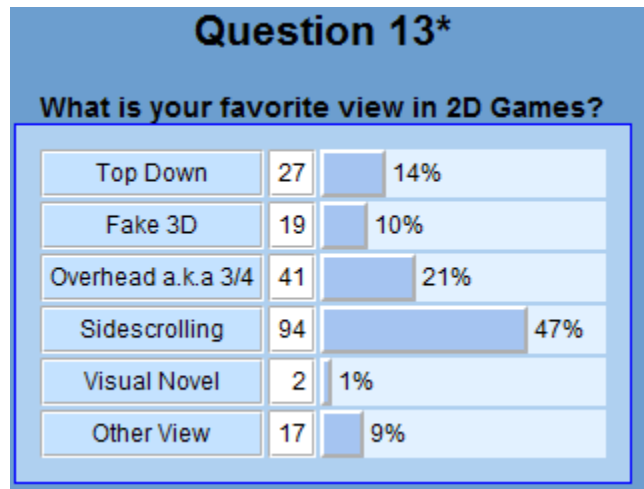 Question 13*
What is your favorite view in 2D Games?
Top Down 27 14%
Fake 3D 19 10%
Overhead a.k.a 3/4 41 21%
Sidescrolling 94 47%
Visual Novel 2 1%
Other View 17 9%